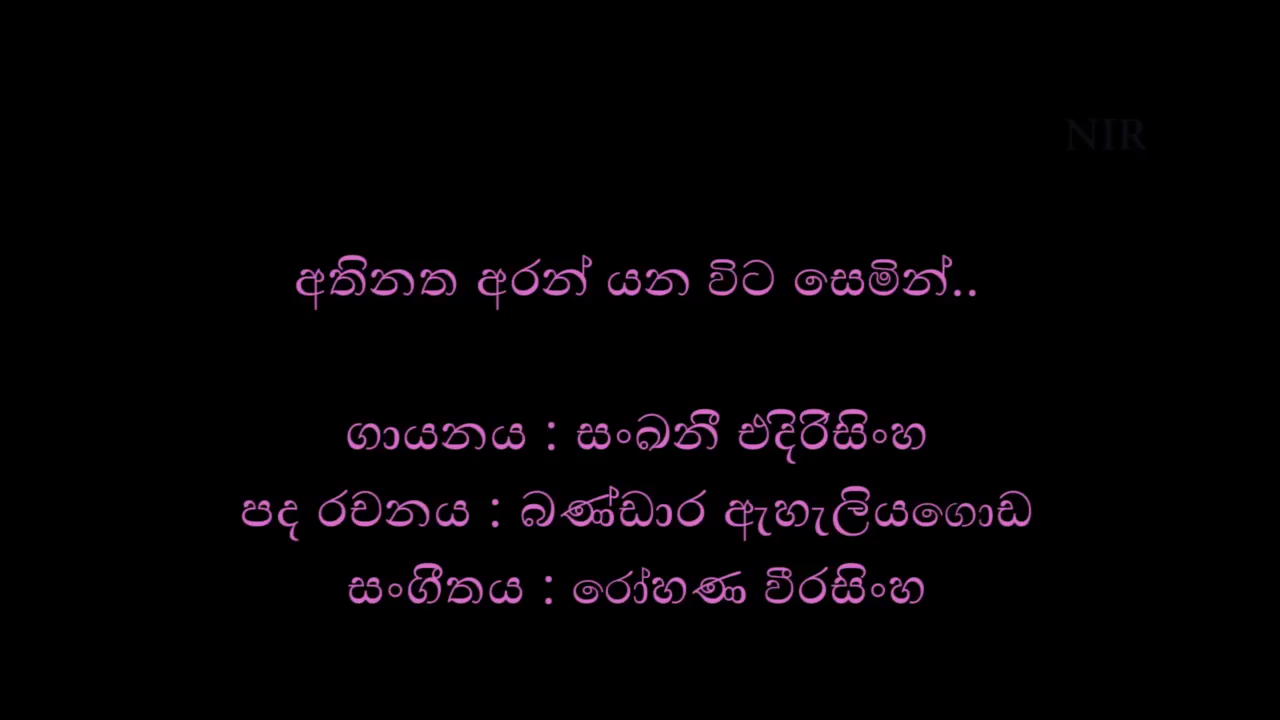 NIR
අතිනත අරන් යන විට සෙමින්..
ගායනය : සංඛනී එදිරිසිංහ
පද රචනය : බණ්ඩාර ඇහැලියගොඩ
සංගීතය : රෝහණ වීරසිංහ